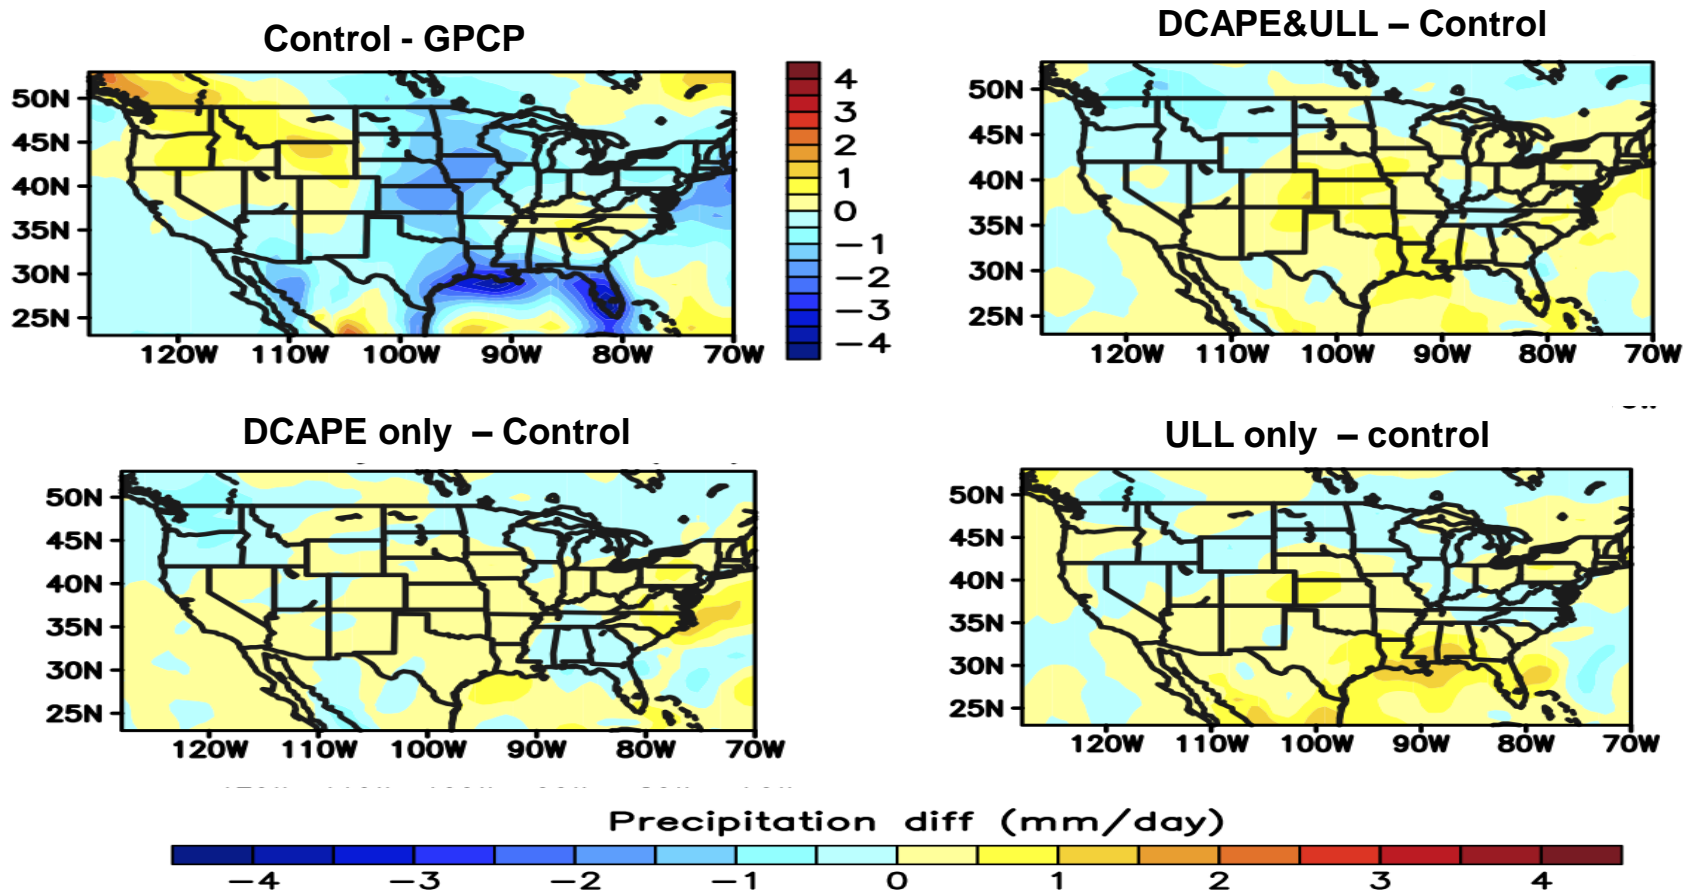 Control - GPCP
DCAPE&ULL – Control
50N
45N
40N
35N
30N
25N
120W 110W 100W 90W 80W 70W
4
3
2
1
0
−1
−2
−3
−4
50N
45N
40N
35N
30N
25N
120W 110W 100W 90W 80W 70W
DCAPE only – Control
ULL only – control
50N
45N
40N
35N
30N
25N
120W 110W 100W 90W 80W 70W
50N
45N
40N
35N
30N
25N
120W 110W 100W 90W 80W 70W
Precipitation diff (mm/day)
−4 −3 −2 −1 0 1 2 3 4